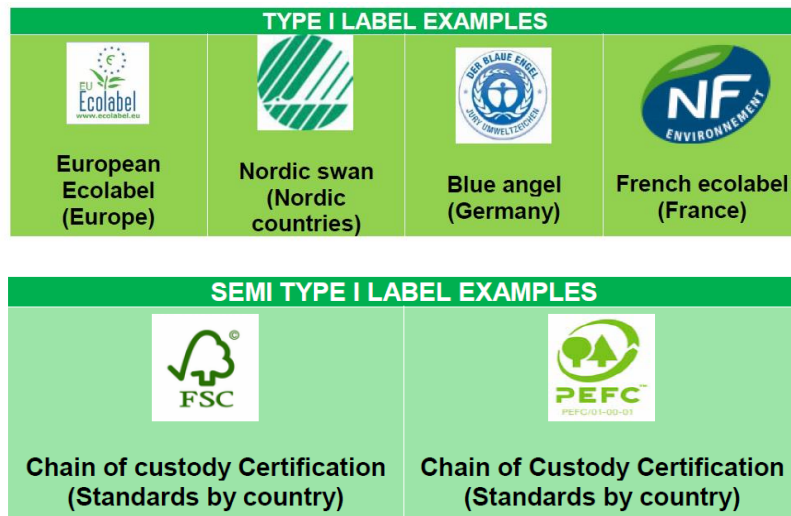 TYPE I LABEL EXAMPLES
EU
Ecolabel
www.ecolabel.eu
DER BLAUE ENGEL
JURY UMWELTZEICHEN
NF
ENVIRONNEMENT
European
Ecolabel
(Europe)
Nordic swan
(Nordic
countries)
Blue angel
(Germany)
French ecolabel
(France)
SEMI TYPE I LABEL EXAMPLES
©
FSC
PEFC™
PEFC/01-00-01
Chain of custody Certification
(Standards by country)
Chain of Custody Certification
(Standards by country)